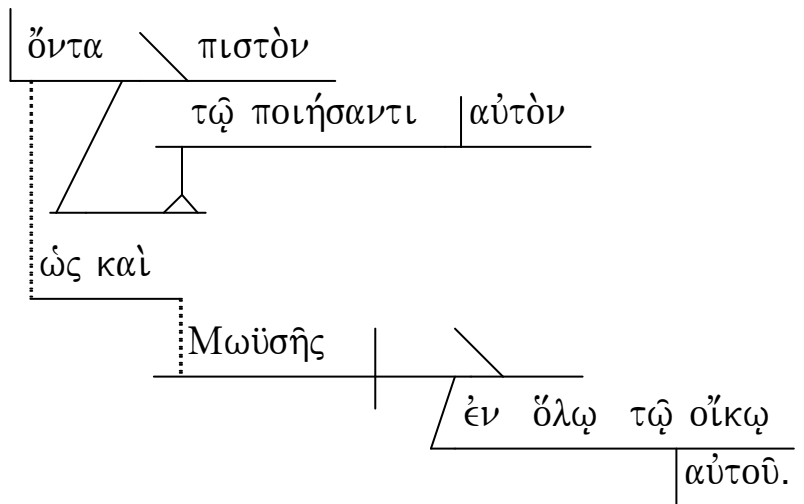 ὄντα πιστὸν
τῷ ποιήσαντι αὐτὸν
ὡς καὶ
Μωϋσῆς
ἐν ὅλῳ τῷ οἴκῳ
αὐτοῦ.